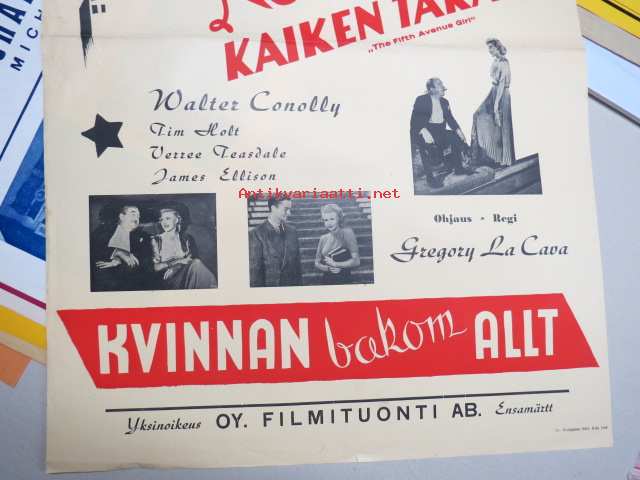 KAIKEN TAKA
„The Fifth Avenue Girl"
Walter Conolly
Tim Holt
Verree Teasdale
James Ellison
Antikvariaatti.net
Ohjaus - Regi
Gregory La Cava
KVINNAN bakom ALLT
Yksinoikeus OY. FILMITUONTI AB. Ensamärtt